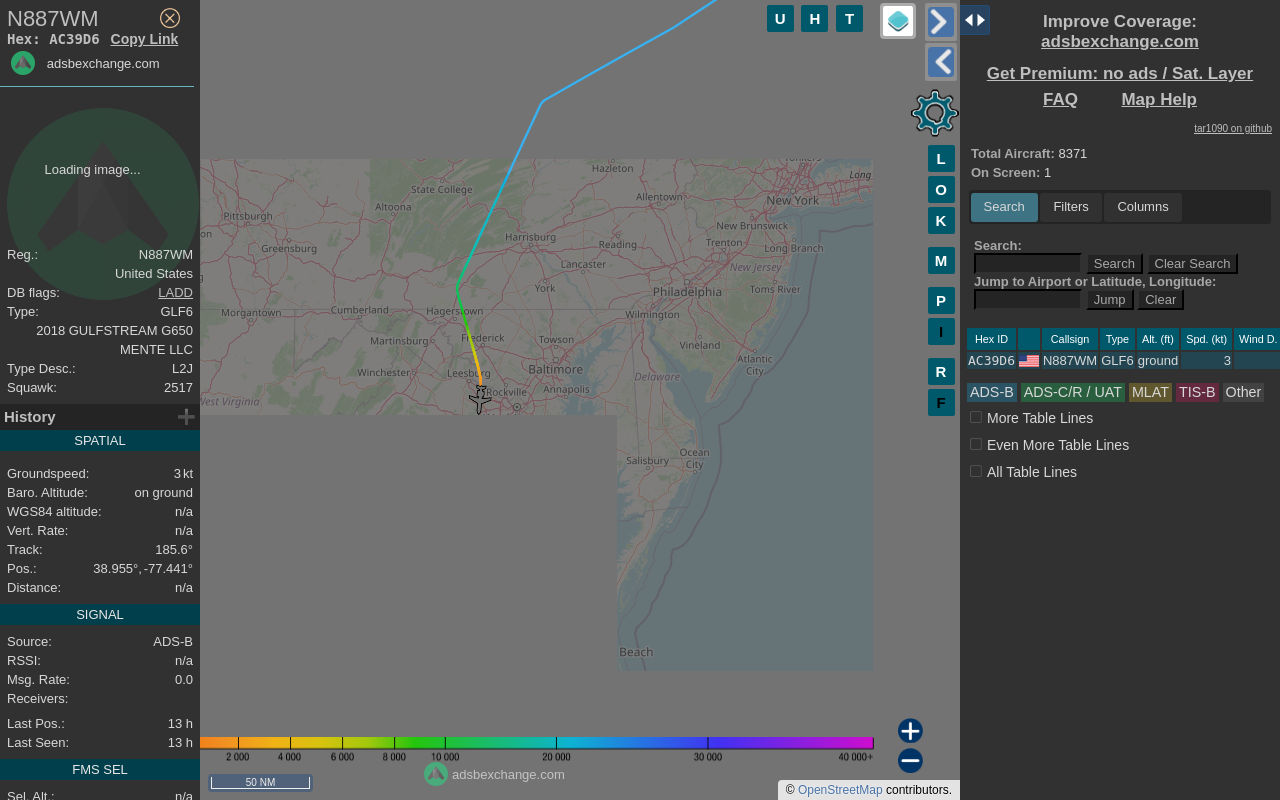 N887WM
Hex: AC39D6 Copy Link
adsbexchange.com
Loading image...
Reg.: N887WM
United States
DB flags: LADD
Type: GLF6
2018 GULFSTREAM G650
MENTE LLC
Type Desc.: L2J
Squawk: 2517
History
SPATIAL
Groundspeed: 3 kt
Baro. Altitude: on ground
WGS84 altitude: n/a
Vert. Rate: n/a
Track: 185.6°
Pos.: 38.955°, -77.441°
Distance: n/a
SIGNAL
Source: ADS-B
RSSI: n/a
Msg. Rate: 0.0
Receivers:
Last Pos.: 13 h
Last Seen: 13 h
FMS SEL
Sel. Alt.: n/a
U H T
L
O
K
M
P
I
R
F
Hazleton
Yonkers
Long
State College
Allentown
New York
Altoona
Pittsburgh
New Brunswick
Harrisburg
Reading
Trenton
Long Branch
Greensburg
Lancaster
New Jersey
York
Philadelphia
Toms River
Morgantown
Cumberland
Hagerstown
Wilmington
Martinsburg
Frederick
Towson
Vineland
Atlantic
City
Winchester
Leesburg
Baltimore
Delaware
Rockville
Annapolis
West Virginia
Ocean
City
Salisbury
Beach
2 000 4 000 6 000 8 000 10 000 20 000 30 000 40 000+
adsbexchange.com
50 NM
© OpenStreetMap contributors.
Improve Coverage:
adsbexchange.com
Get Premium: no ads / Sat. Layer
FAQ Map Help
tar1090 on github
Total Aircraft: 8371
On Screen: 1
Search Filters Columns
Search:
Search Clear Search
Jump to Airport or Latitude, Longitude:
Jump Clear
Hex ID Callsign Type Alt. (ft) Spd. (kt) Wind D.
AC39D6 N887WM GLF6 ground 3
ADS-B ADS-C/R / UAT MLAT TIS-B Other
More Table Lines
Even More Table Lines
All Table Lines